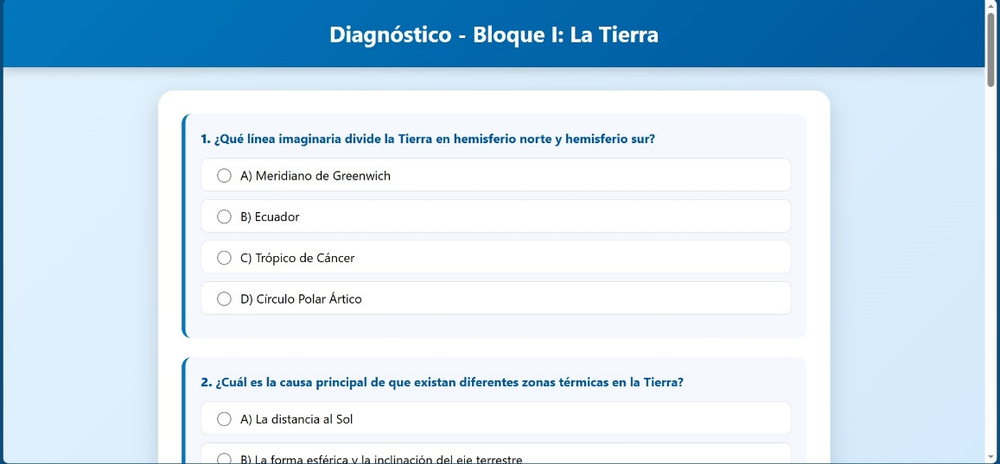 Diagnóstico - Bloque I: La Tierra
1. ¿Qué línea imaginaria divide la Tierra en hemisferio norte y hemisferio sur?
A) Meridiano de Greenwich
B) Ecuador
C) Trópico de Cáncer
D) Círculo Polar Ártico
2. ¿Cuál es la causa principal de que existan diferentes zonas térmicas en la Tierra?
A) La distancia al Sol
B) La forma esférica y la inclinación del eje terrestre